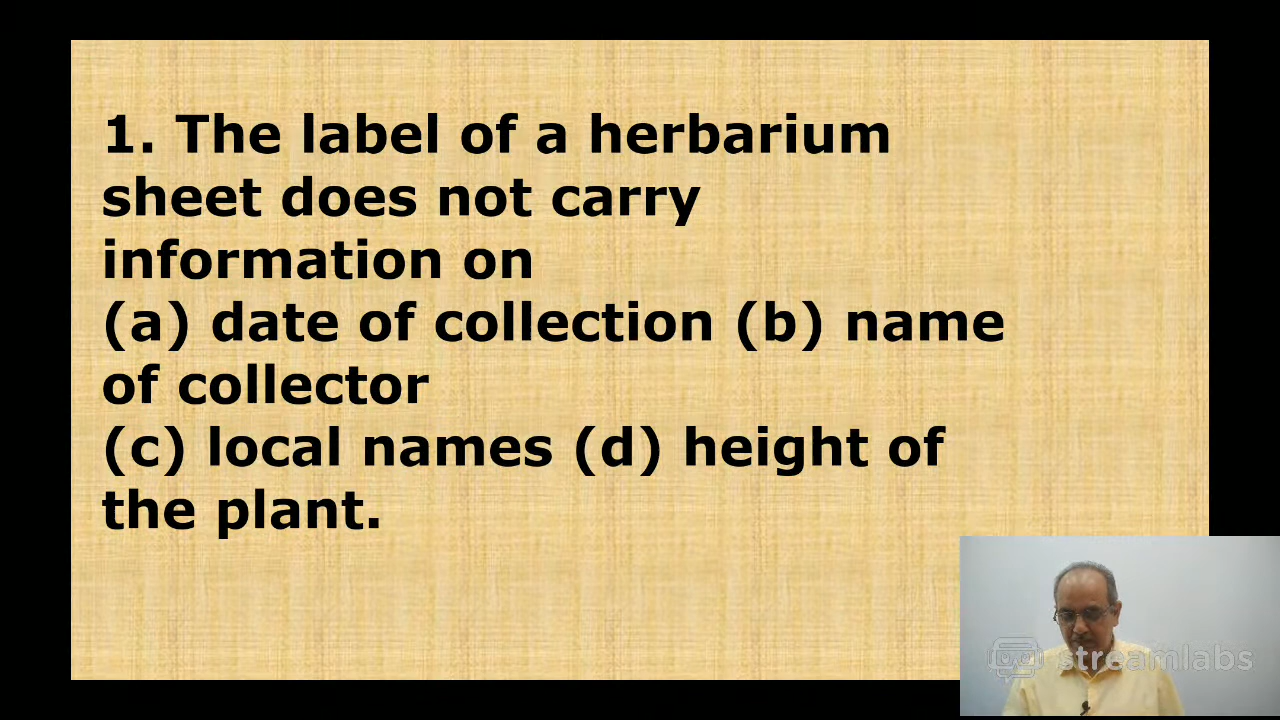 1. The label of a herbarium
sheet does not carry
information on
(a) date of collection (b) name
of collector
(c) local names (d) height of
the plant.
streamlabs